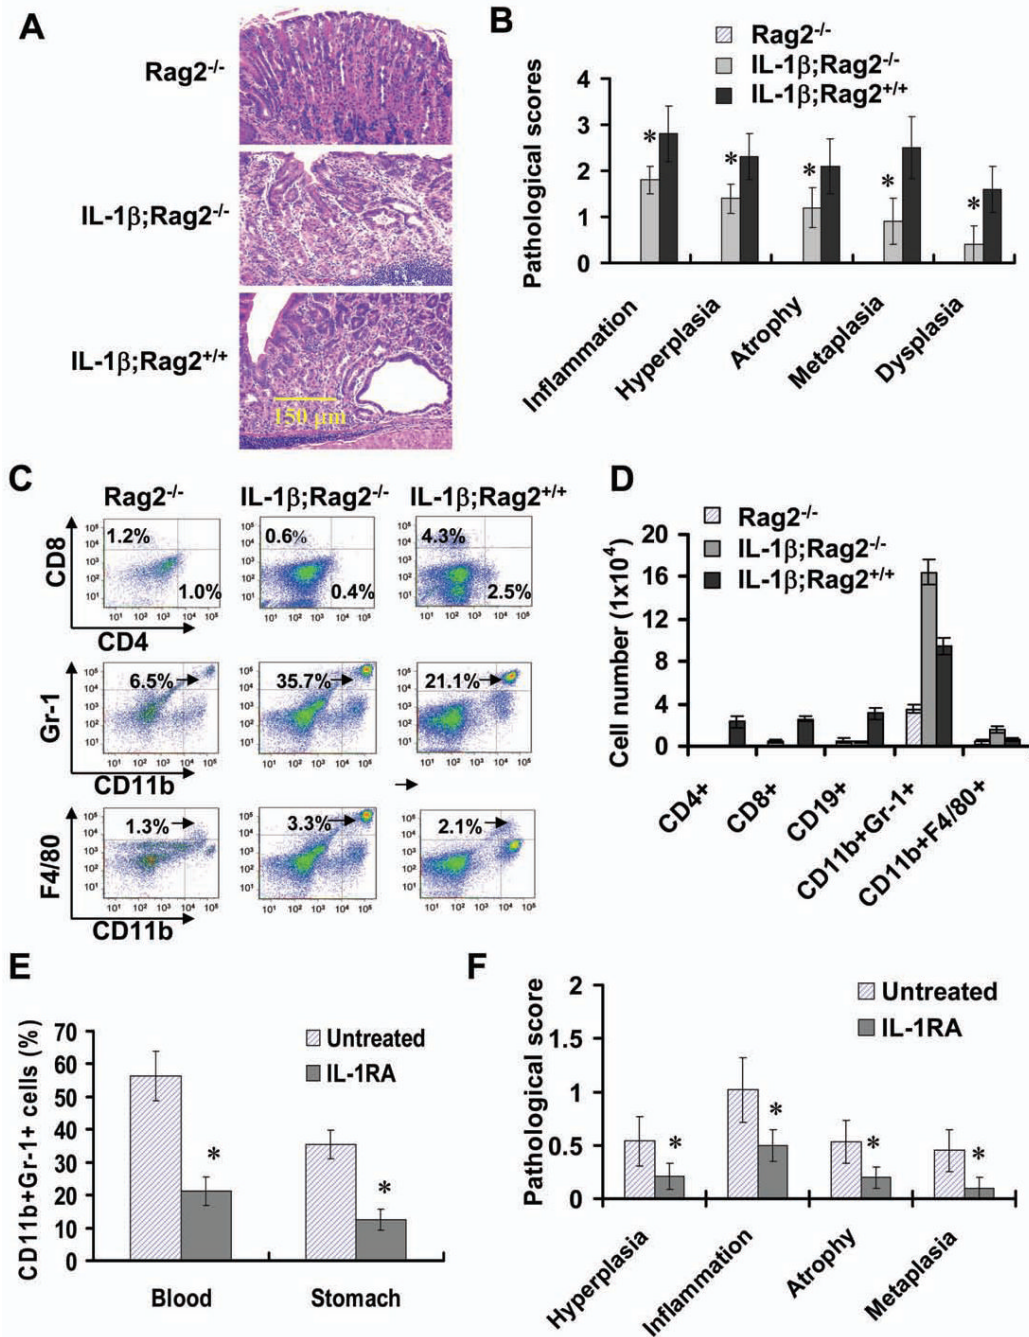 A
Rag2-/-
IL-1β;Rag2-/-
IL-1β;Rag2+/+
150 μm
B
Rag2-/-
IL-1β;Rag2-/-
IL-1β;Rag2+/+
Pathological scores
4
3
2
1
0
Inflammation
Hyperplasia
Atrophy
Metaplasia
Dysplasia
* * * * *
C
Rag2-/- IL-1β;Rag2-/- IL-1β;Rag2+/+
CD8
1.2% 0.6% 4.3%
1.0% 0.4% 2.5%
CD4
Gr-1
6.5% 35.7% 21.1%
CD11b
F4/80
1.3% 3.3% 2.1%
CD11b
D
Rag2-/-
IL-1β;Rag2-/-
IL-1β;Rag2+/+
Cell number (1x10⁴)
20
16
12
8
4
0
CD4+
CD8+
CD19+
CD11b+Gr-1+
CD11b+F4/80+
E
CD11b+Gr-1+ cells (%)
70
60
50
40
30
20
10
0
Untreated
IL-1RA
* *
Blood Stomach
F
Pathological score
2
1.5
1
0.5
0
Untreated
IL-1RA
* * * *
Hyperplasia
Inflammation
Atrophy
Metaplasia